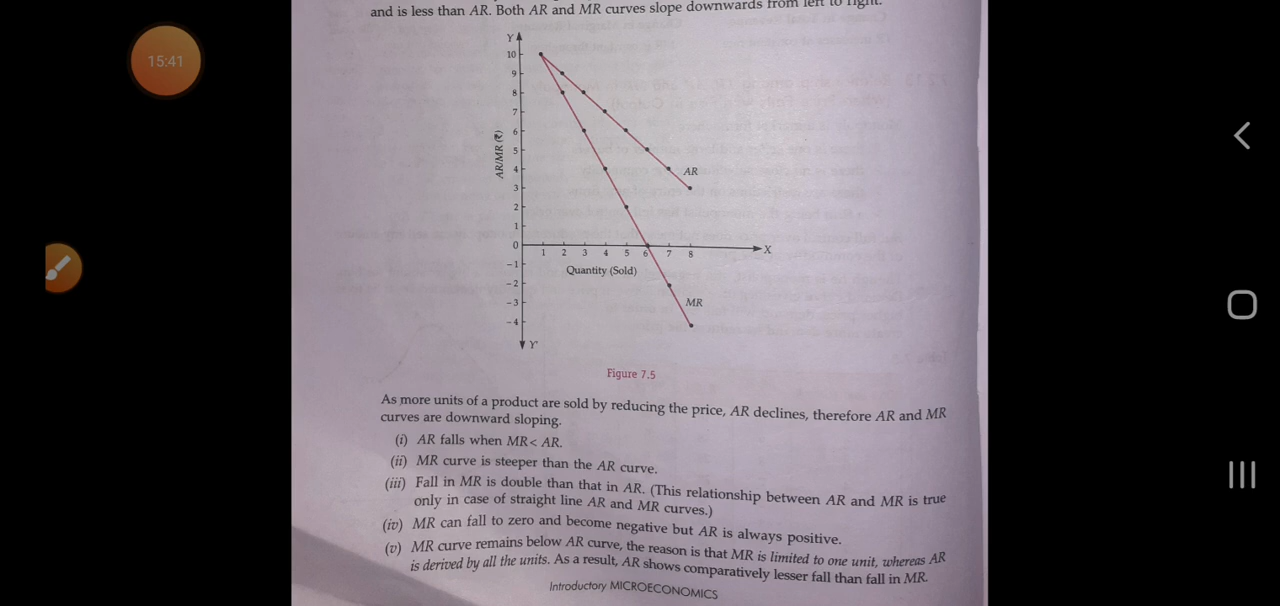 15:41
and is less than AR. Both AR and MR curves slope downwards from left to right.
Y
10
9
8
7
6
5
4
3
2
1
0
-1
-2
-3
-4
AR/MR (₹)
1 2 3 4 5 6 7 8
X
Quantity (Sold)
AR
MR
Y'
Figure 7.5
As more units of a product are sold by reducing the price, AR declines, therefore AR and MR
curves are downward sloping.
(i) AR falls when MR< AR.
(ii) MR curve is steeper than the AR curve.
(iii) Fall in MR is double than that in AR. (This relationship between AR and MR is true
only in case of straight line AR and MR curves.)
(iv) MR can fall to zero and become negative but AR is always positive.
(v) MR curve remains below AR curve, the reason is that MR is limited to one unit, whereas AR
is derived by all the units. As a result, AR shows comparatively lesser fall than fall in MR.
Introductory MICROECONOMICS